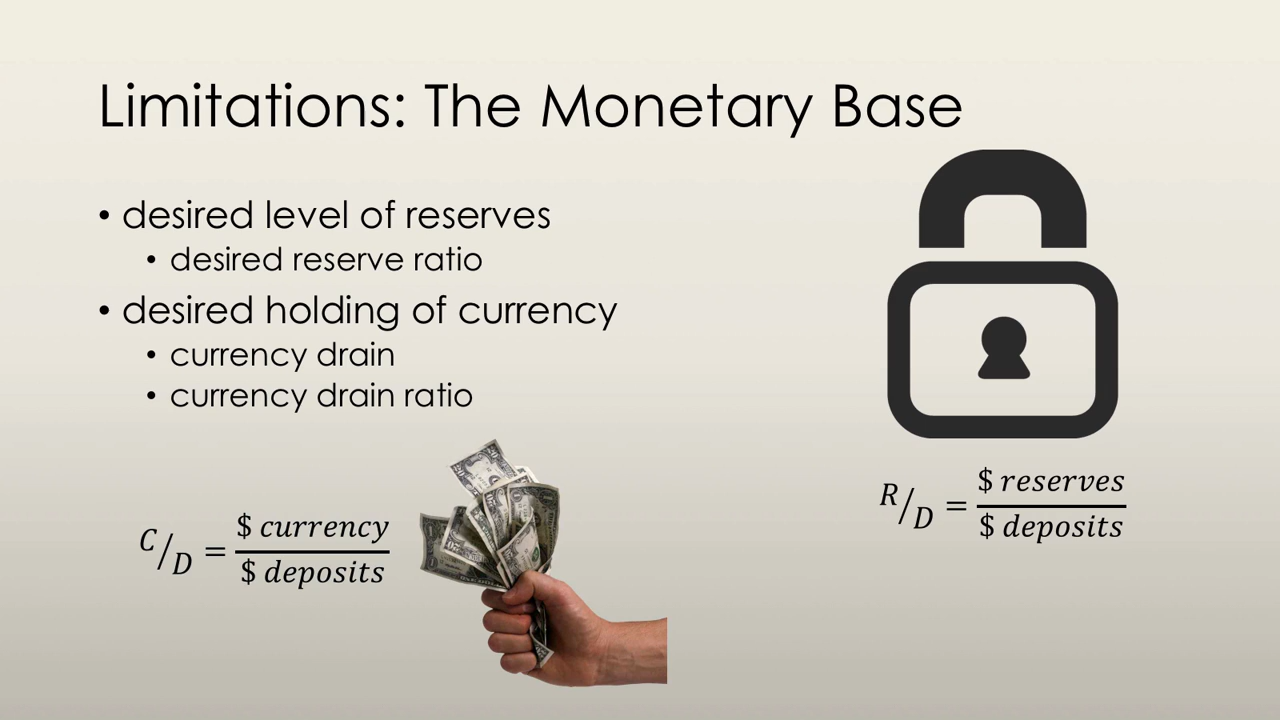 Limitations: The Monetary Base
• desired level of reserves
• desired reserve ratio
• desired holding of currency
• currency drain
• currency drain ratio
C/D = $ currency / $ deposits
R/D = $ reserves / $ deposits
20